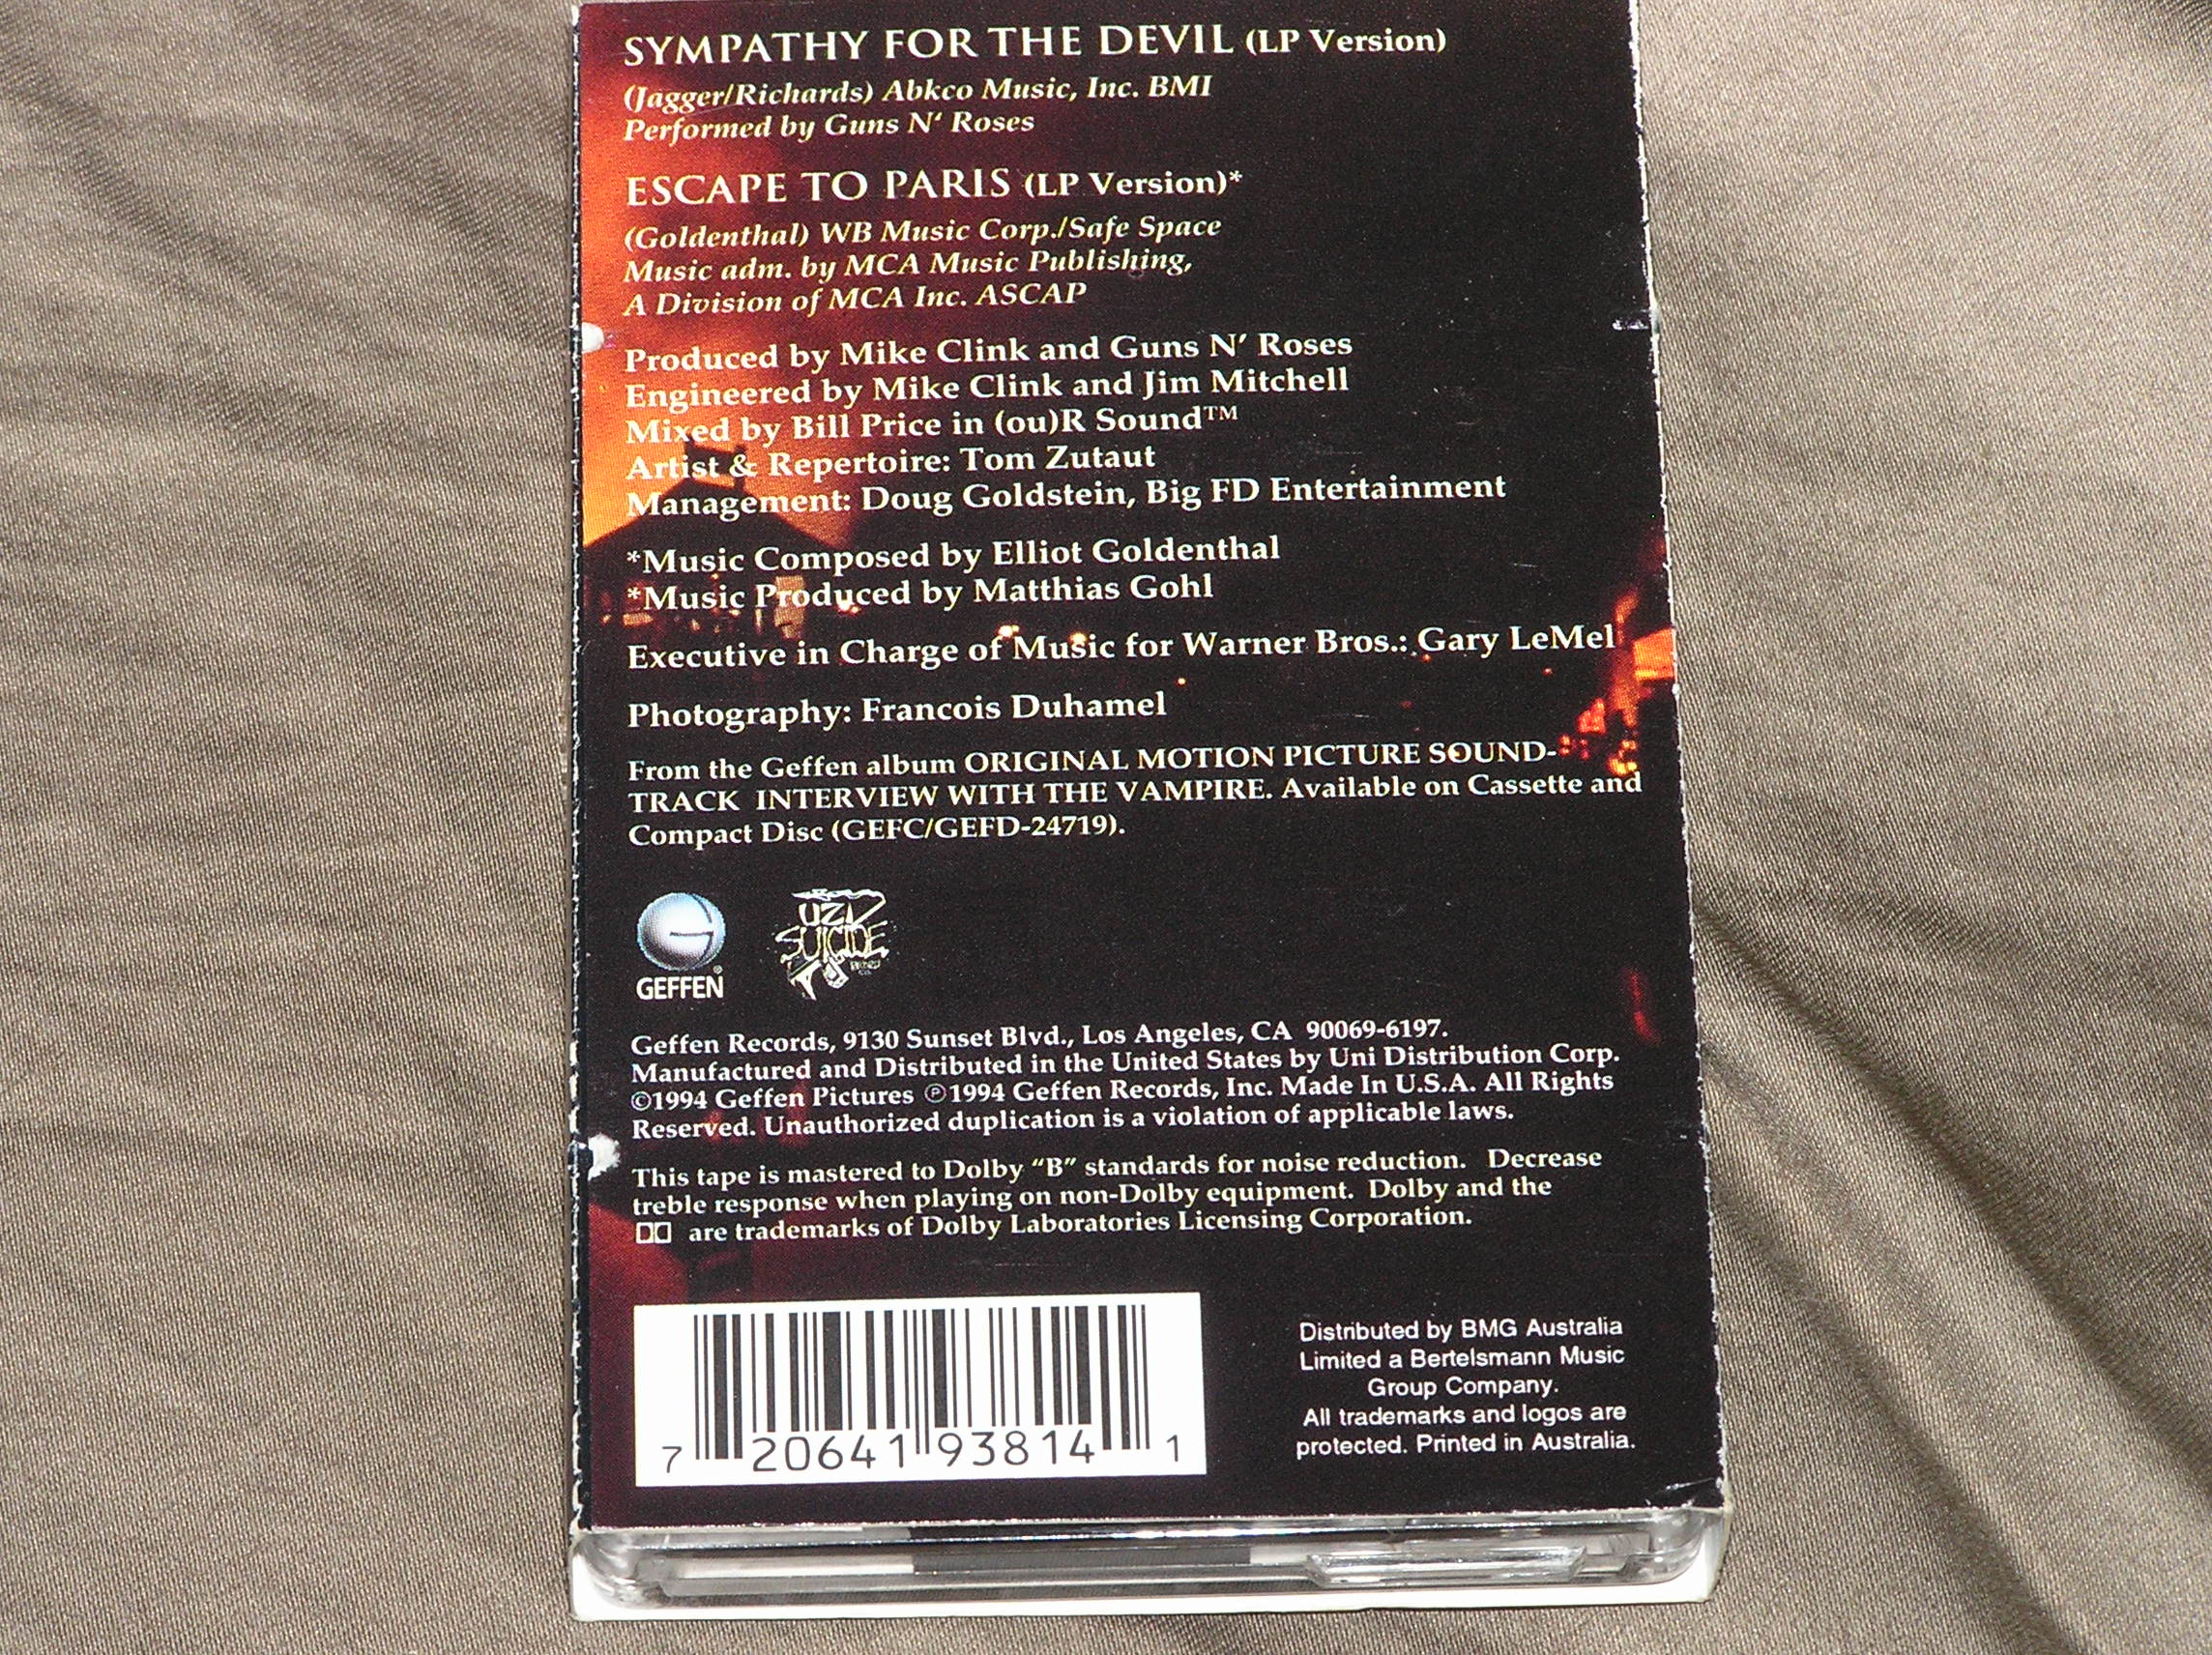 SYMPATHY FOR THE DEVIL (LP Version)
(Jagger/Richards) Abkco Music, Inc. BMI
Performed by Guns N' Roses
ESCAPE TO PARIS (LP Version)*
(Goldenthal) WB Music Corp./Safe Space
Music adm. by MCA Music Publishing,
A Division of MCA Inc. ASCAP
Produced by Mike Clink and Guns N' Roses
Engineered by Mike Clink and Jim Mitchell
Mixed by Bill Price in (ou)R Sound™
Artist & Repertoire: Tom Zutaut
Management: Doug Goldstein, Big FD Entertainment
*Music Composed by Elliot Goldenthal
*Music Produced by Matthias Gohl
Executive in Charge of Music for Warner Bros.: Gary LeMel
Photography: Francois Duhamel
From the Geffen album ORIGINAL MOTION PICTURE SOUND-
TRACK INTERVIEW WITH THE VAMPIRE. Available on Cassette and
Compact Disc (GEFC/GEFD-24719).
GEFFEN®
UZI
SUICIDE
Geffen Records, 9130 Sunset Blvd., Los Angeles, CA 90069-6197.
Manufactured and Distributed in the United States by Uni Distribution Corp.
©1994 Geffen Pictures ℗1994 Geffen Records, Inc. Made In U.S.A. All Rights
Reserved. Unauthorized duplication is a violation of applicable laws.
This tape is mastered to Dolby "B" standards for noise reduction. Decrease
treble response when playing on non-Dolby equipment. Dolby and the
are trademarks of Dolby Laboratories Licensing Corporation.
7 20641 93814 1
Distributed by BMG Australia
Limited a Bertelsmann Music
Group Company.
All trademarks and logos are
protected. Printed in Australia.